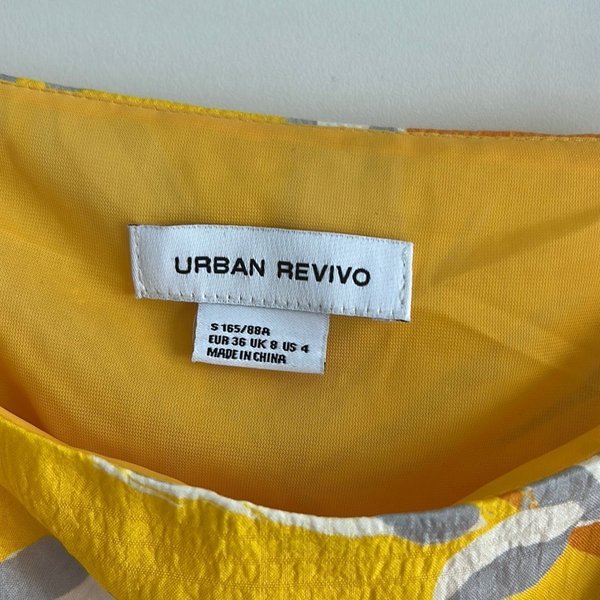 URBAN REVIVO
S 165/88A
EUR 36 UK 8 US 4
MADE IN CHINA